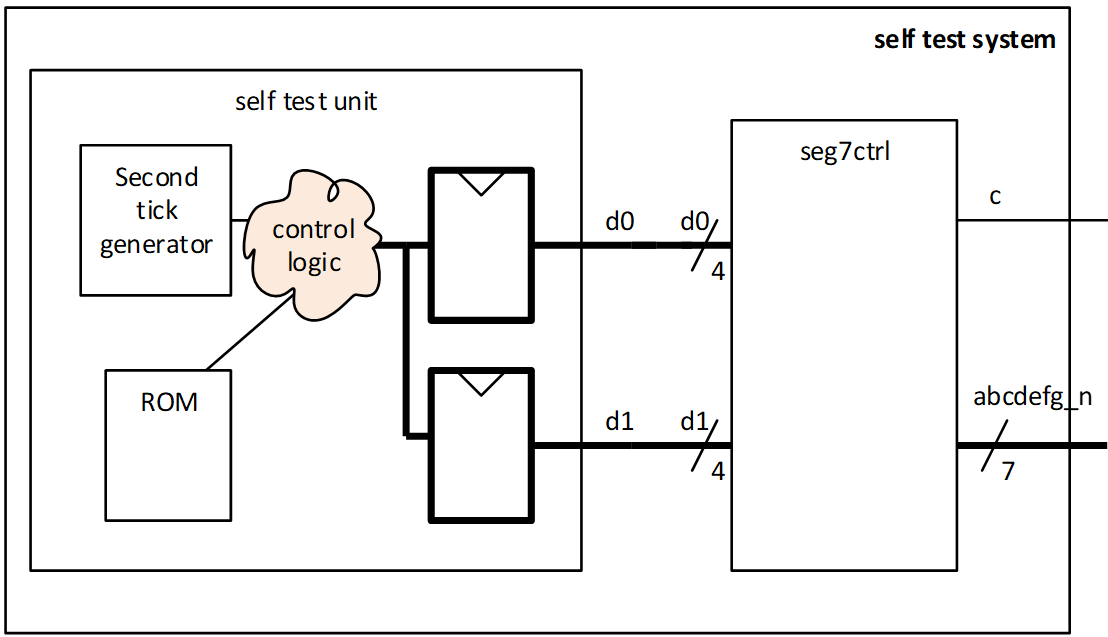 self test system
self test unit
Second
tick
generator
control
logic
ROM
d0
d0
4
d1
d1
4
seg7ctrl
c
abcdefg_n
7